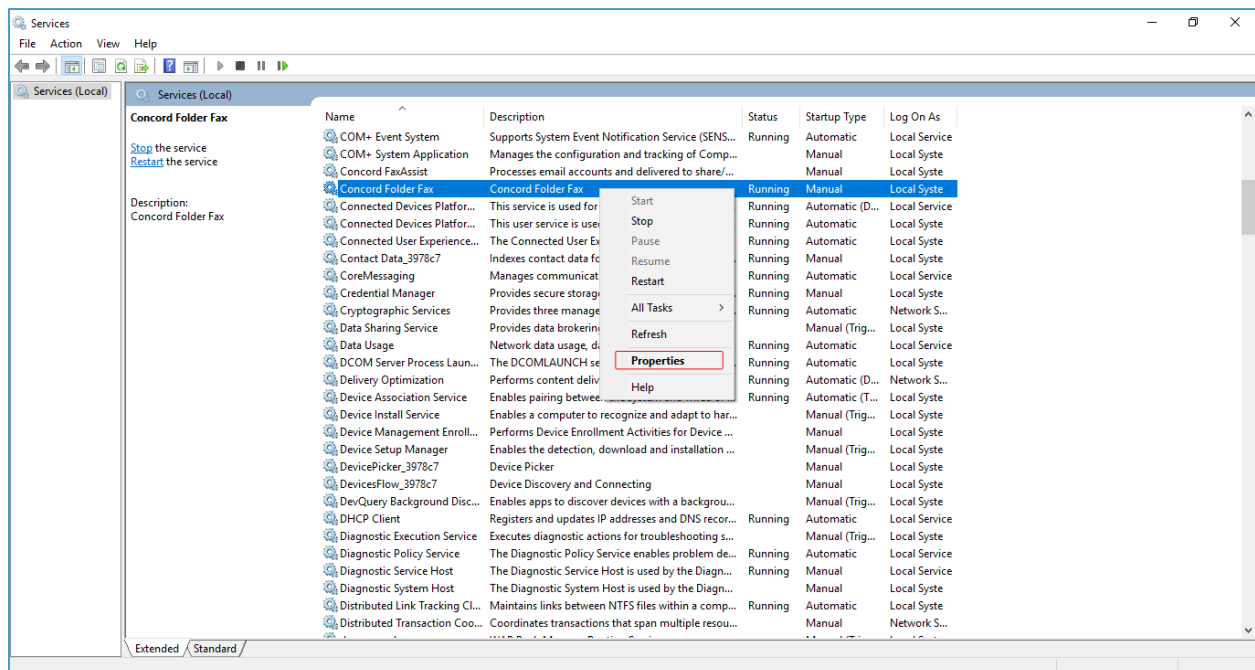 Services
File Action View Help
Services (Local)
Services (Local)
Concord Folder Fax
Stop the service
Restart the service
Description:
Concord Folder Fax
Name Description Status Startup Type Log On As
COM+ Event System Supports System Event Notification Service (SENS... Running Automatic Local Service
COM+ System Application Manages the configuration and tracking of Comp... Manual Local Syste
Concord FaxAssist Processes email accounts and delivered to share/... Manual Local Syste
Concord Folder Fax Concord Folder Fax Running Manual Local Syste
Connected Devices Platfor... This service is used for Running Automatic (D... Local Service
Connected Devices Platfor... This user service is Running Automatic Local Syste
Connected User Experience... The Connected User Running Automatic Local Syste
Contact Data_3978c7 Indexes contact data Running Manual Local Syste
CoreMessaging Manages Running Automatic Local Service
Credential Manager Provides secure Running Manual Local Syste
Cryptographic Services Provides three Running Automatic Network S...
Data Sharing Service Provides data Manual (Trig... Local Syste
Data Usage Network data usage, Running Automatic Local Service
DCOM Server Process Laun... The DCOMLAUNCH Running Automatic Local Syste
Delivery Optimization Performs content Running Automatic (D... Network S...
Device Association Service Enables pairing Running Automatic (T... Local Syste
Device Install Service Enables a computer to recognize and adapt to har... Manual (Trig... Local Syste
Device Management Enroll... Performs Device Enrollment Activities for Device ... Manual Local Syste
Device Setup Manager Enables the detection, download and installation ... Manual (Trig... Local Syste
DevicePicker_3978c7 Device Picker Manual Local Syste
DevicesFlow_3978c7 Device Discovery and Connecting Manual Local Syste
DevQuery Background Disc... Enables apps to discover devices with a backgrou... Manual (Trig... Local Syste
DHCP Client Registers and updates IP addresses and DNS recor... Running Automatic Local Service
Diagnostic Execution Service Executes diagnostic actions for troubleshooting s... Manual (Trig... Local Syste
Diagnostic Policy Service The Diagnostic Policy Service enables problem de... Running Automatic Local Service
Diagnostic Service Host The Diagnostic Service Host is used by the Diagn... Running Manual Local Service
Diagnostic System Host The Diagnostic System Host is used by the Diagn... Manual Local Syste
Distributed Link Tracking Cl... Maintains links between NTFS files within a comp... Running Automatic Local Syste
Distributed Transaction Coo... Coordinates transactions that span multiple resou... Manual Network S...
Start
Stop
Pause
Resume
Restart
All Tasks
Refresh
Properties
Help
Extended Standard